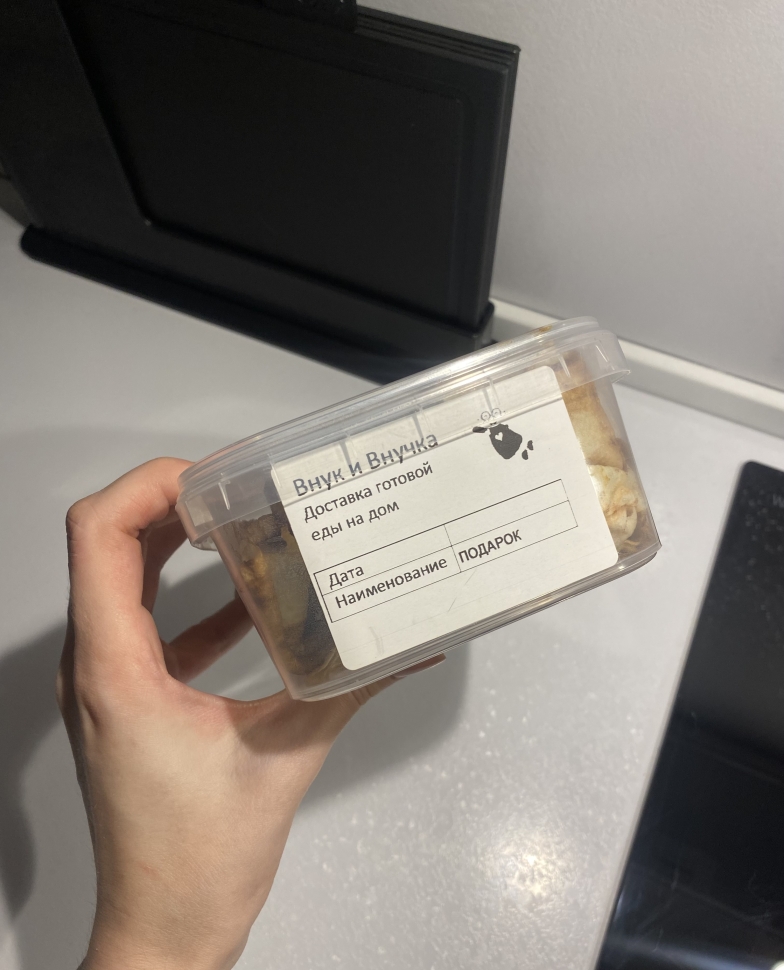 Внук и Внучка
Доставка готовой
еды на дом
Дата
Наименование ПОДАРОК